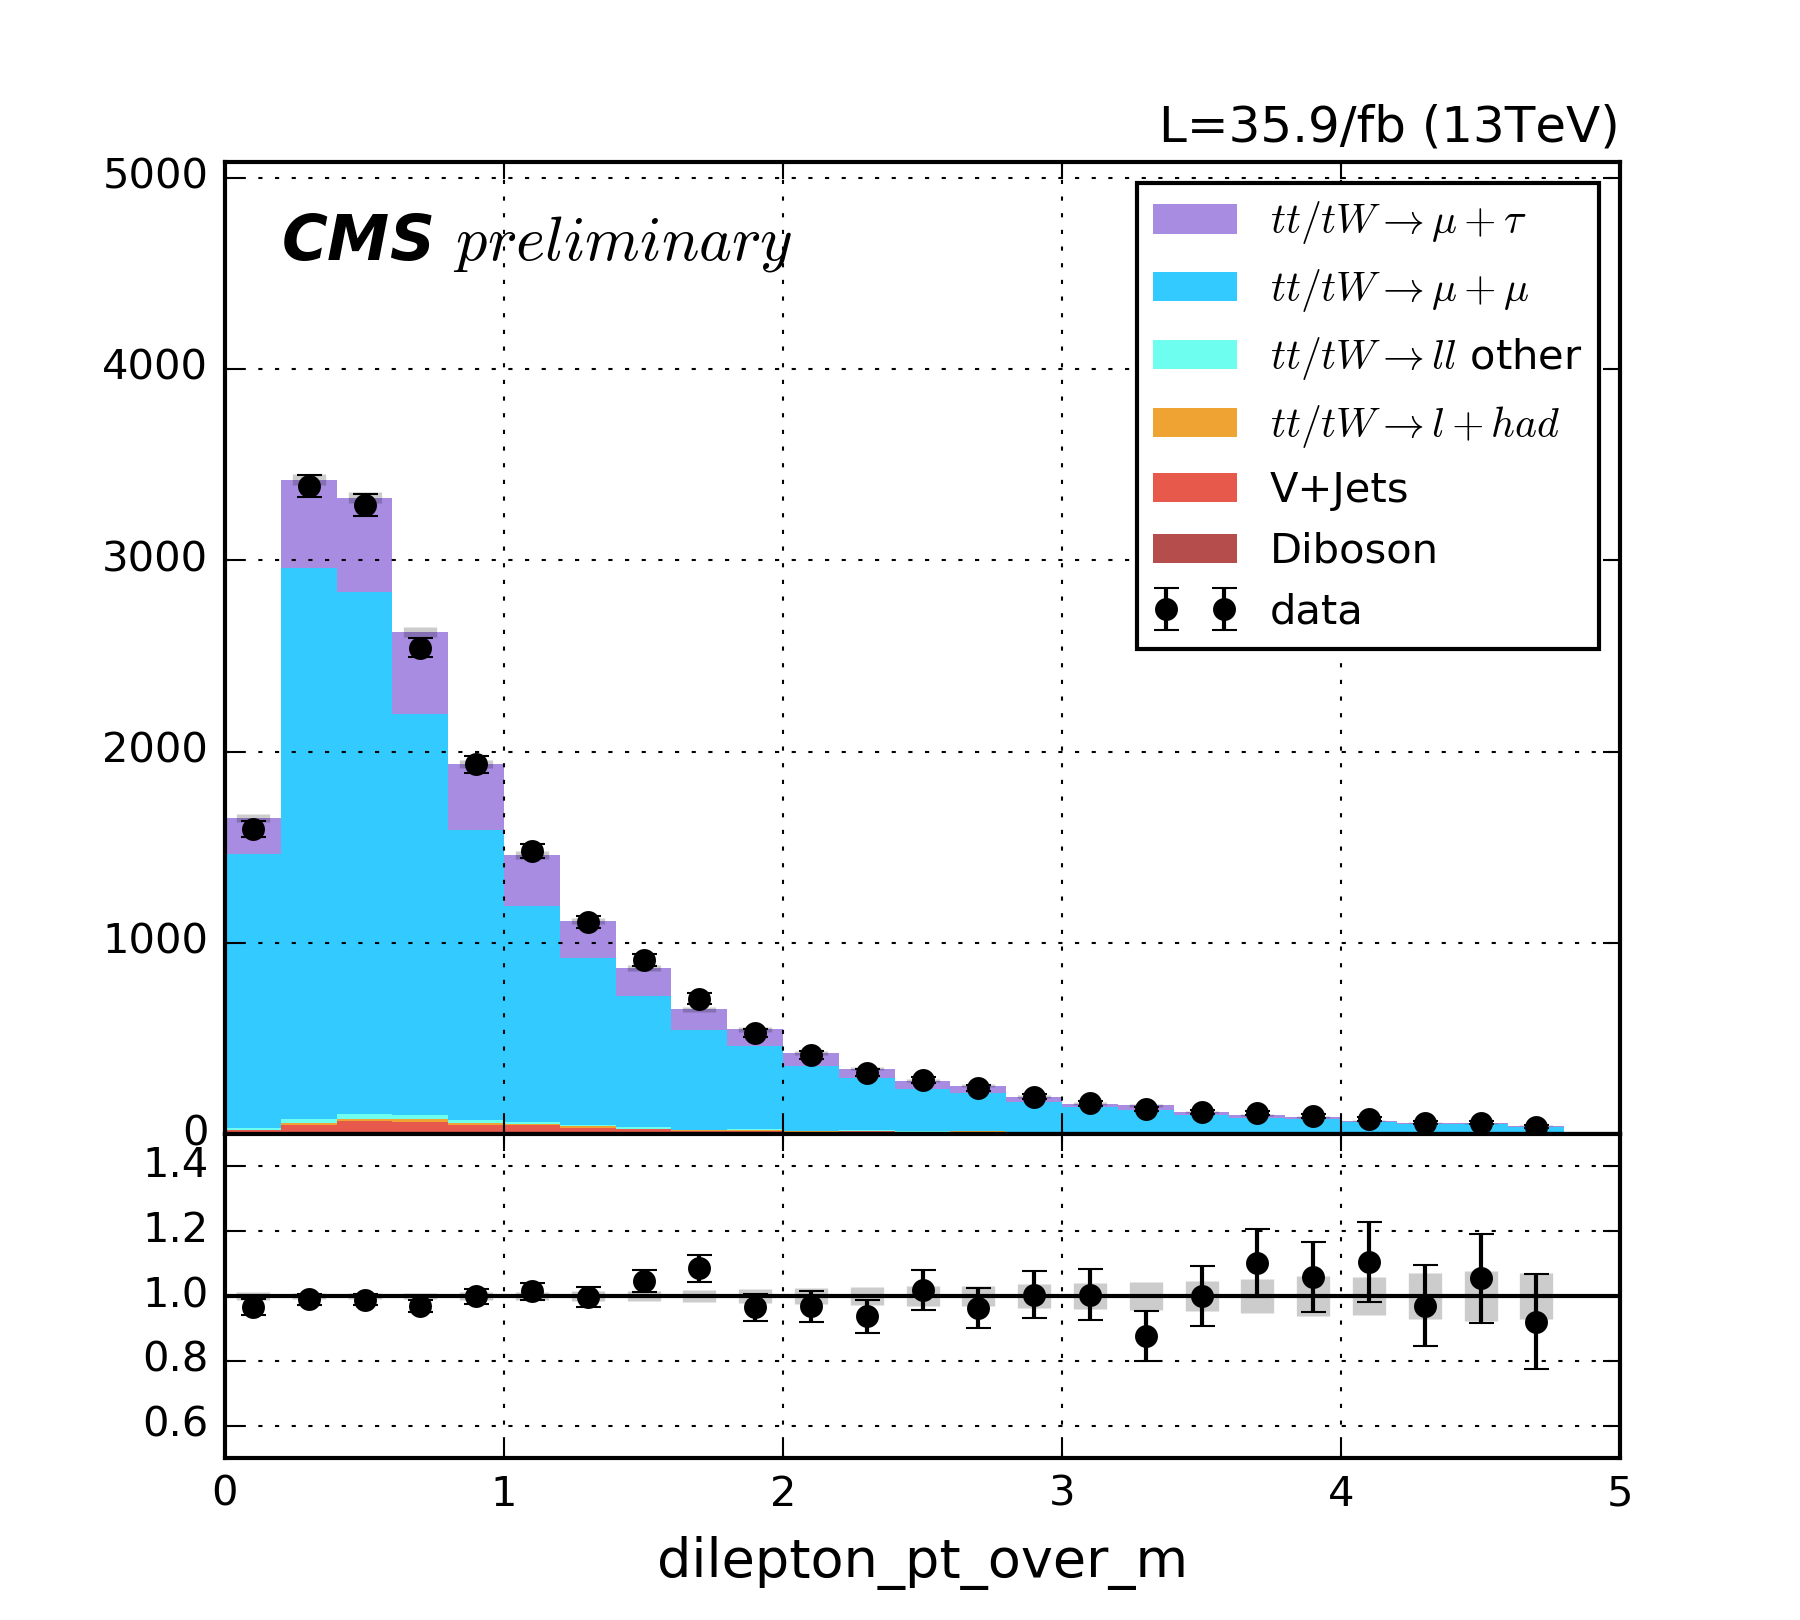 L=35.9/fb (13TeV)
CMS preliminary
5000
4000
3000
2000
1000
0
tt/tW→μ+τ
tt/tW→μ+μ
tt/tW→ll other
tt/tW→l+had
V+Jets
Diboson
data
1.4
1.2
1.0
0.8
0.6
0 1 2 3 4 5
dilepton_pt_over_m